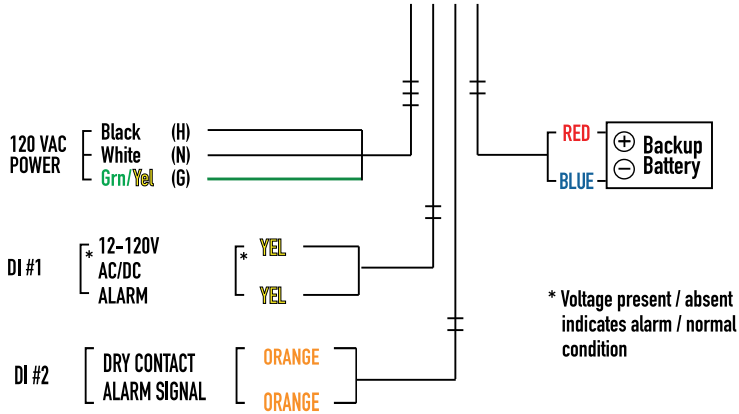 120 VAC
POWER
Black (H)
White (N)
Grn/Yel (G)
RED
BLUE
+ Backup
− Battery
DI #1
* 12-120V
AC/DC
ALARM
* YEL
YEL
* Voltage present / absent
indicates alarm / normal
condition
DI #2
DRY CONTACT
ALARM SIGNAL
ORANGE
ORANGE